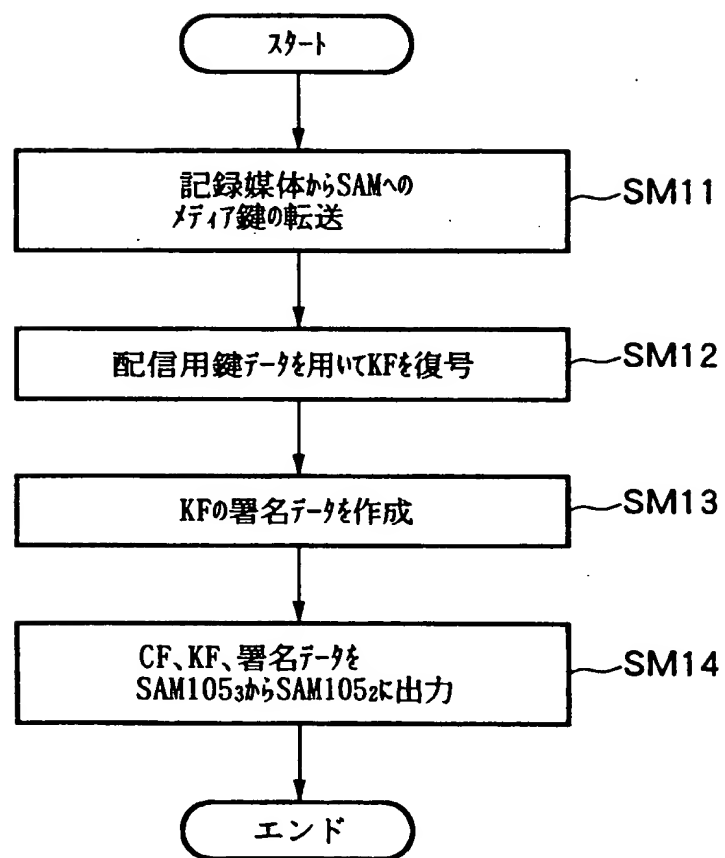 スタート
記録媒体からSAMへの
メディア鍵の転送
SM11
配信用鍵データを用いてKFを復号
SM12
KFの署名データを作成
SM13
CF、KF、署名データを
SAM105₃からSAM105₂に出力
SM14
エンド